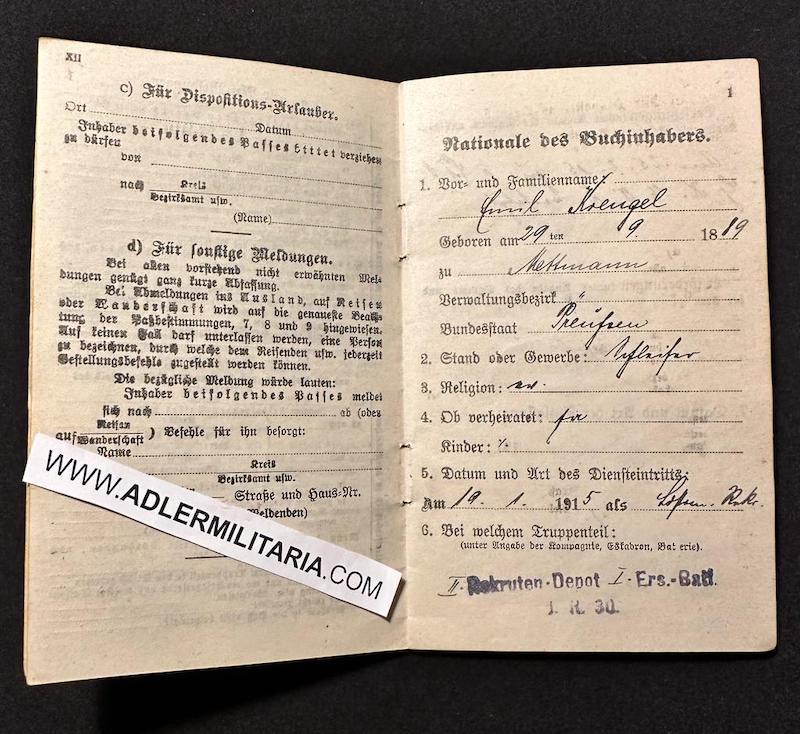 XII
c) Für Dispositions-Urlauber.
Ort Datum
Inhaber beifolgenden Passes bittet verziehen
zu dürfen
von
nach Kreis
Bezirksamt usw.
(Name)
d) Für sonstige Meldungen.
Bei allen vorstehend nicht erwähnten Mel-
dungen genügt ganz kurze Abfassung.
Bei Abmeldungen ins Ausland, auf Reisen
oder Wanderschaft wird auf die genaueste Beach-
tung der Paßbestimmungen, 7, 8 und 9 hingewiesen.
Auf keinen Fall darf unterlassen werden, eine Person
zu bezeichnen, durch welche dem Reisenden usw. jederzeit
Gestellungsbefehle zugestellt werden können.
Die bezügliche Meldung würde lauten:
Inhaber beifolgendes Passes meldet
sich nach ab (oder
Reisen
auf Wanderschaft ) Befehle für ihn besorgt:
Name
Kreis
Bezirksamt usw.
— Straße und Haus-Nr.
Meldenden)
WWW.ADLERMILITARIA.COM
1
Nationale des Buchinhabers.
1. Vor- und Familienname:
Emil Krengel
Geboren am 29 ten 9. 1889
zu Mettmann
Verwaltungsbezirk "
Bundesstaat Preußen
2. Stand oder Gewerbe: Schleifer
3. Religion: ev.
4. Ob verheiratet: ja
Kinder: %
5. Datum und Art des Diensteintritts:
Am 19. 1. 1915 als Rekr.
6. Bei welchem Truppenteil:
(unter Angabe der Kompagnie, Eskadron, Batterie).
II. Rekruten-Depot I. Ers.-Batl.
I. R. 30.